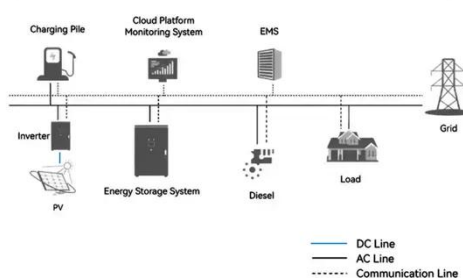 Cloud Platform
Monitoring System
Charging Pile
EMS
Grid
Inverter
Energy Storage System
PV
Diesel
Load
DC Line
AC Line
Communication Line